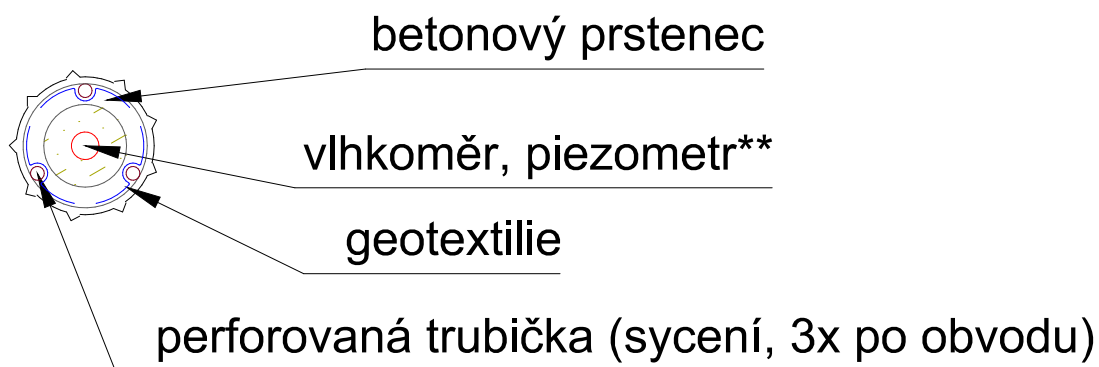 betonový prstenec
vlhkoměr, piezometr**
geotextilie
perforovaná trubička (sycení, 3x po obvodu)